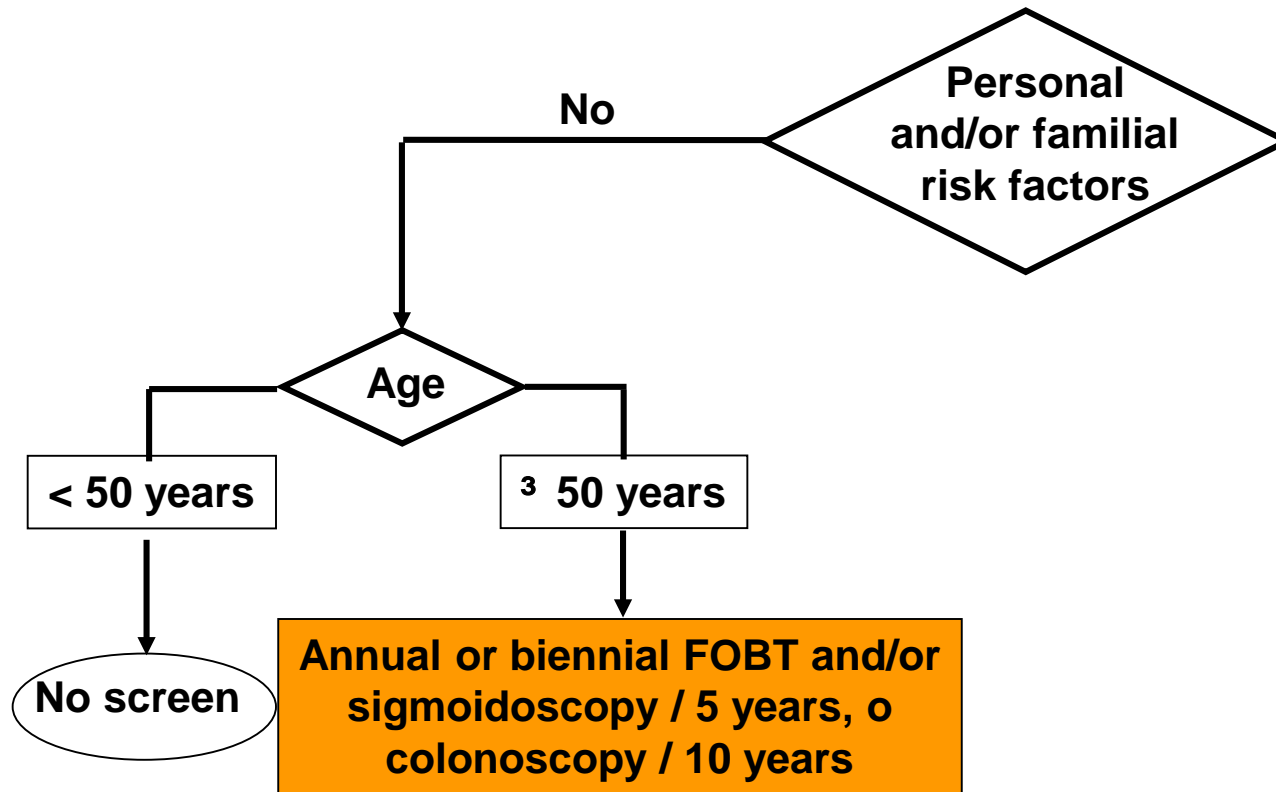 Personal
and/or familial
risk factors
No
Age
< 50 years
³ 50 years
No screen
Annual or biennial FOBT and/or
sigmoidoscopy / 5 years, o
colonoscopy / 10 years